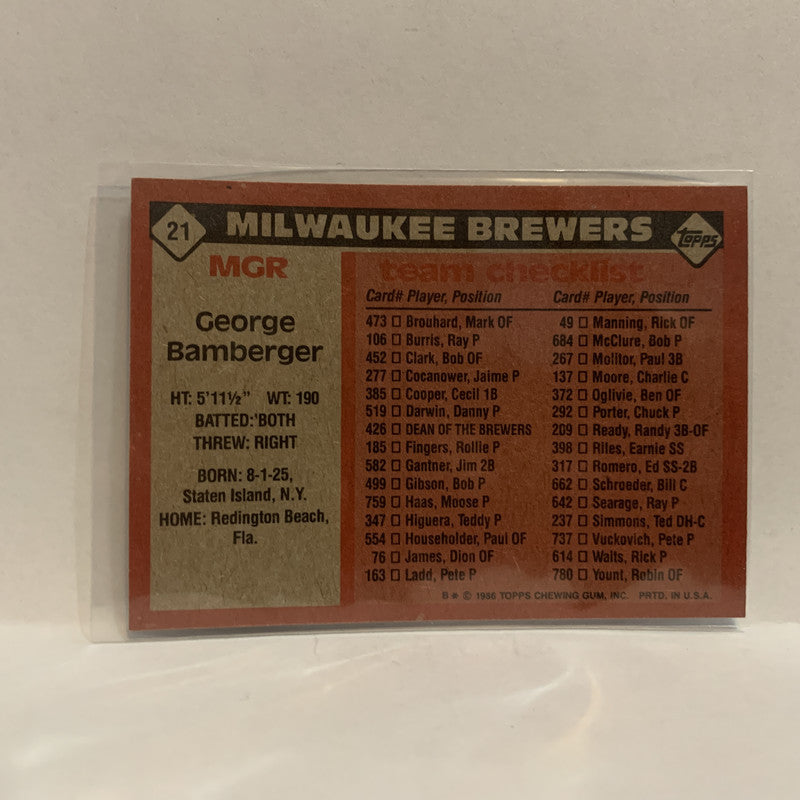 21 MILWAUKEE BREWERS topps
MGR
George
Bamberger
HT: 5'11½" WT: 190
BATTED: BOTH
THREW: RIGHT
BORN: 8-1-25,
Staten Island, N.Y.
HOME: Redington Beach,
Fla.
team checklist
Card# Player, Position
473 ☐ Brouhard, Mark OF
106 ☐ Burris, Ray P
452 ☐ Clark, Bob OF
277 ☐ Cocanower, Jaime P
385 ☐ Cooper, Cecil 1B
519 ☐ Darwin, Danny P
426 ☐ DEAN OF THE BREWERS
185 ☐ Fingers, Rollie P
582 ☐ Gantner, Jim 2B
499 ☐ Gibson, Bob P
759 ☐ Haas, Moose P
347 ☐ Higuera, Teddy P
554 ☐ Householder, Paul OF
76 ☐ James, Dion OF
163 ☐ Ladd, Pete P
Card# Player, Position
49 ☐ Manning, Rick OF
684 ☐ McClure, Bob P
267 ☐ Molitor, Paul 3B
137 ☐ Moore, Charlie C
372 ☐ Oglivie, Ben OF
292 ☐ Porter, Chuck P
209 ☐ Ready, Randy 3B-OF
398 ☐ Riles, Earnie SS
317 ☐ Romero, Ed SS-2B
662 ☐ Schroeder, Bill C
642 ☐ Searage, Ray P
237 ☐ Simmons, Ted DH-C
737 ☐ Vuckovich, Pete P
614 ☐ Waits, Rick P
780 ☐ Yount, Robin OF
B* © 1986 TOPPS CHEWING GUM, INC. PRTD. IN U.S.A.